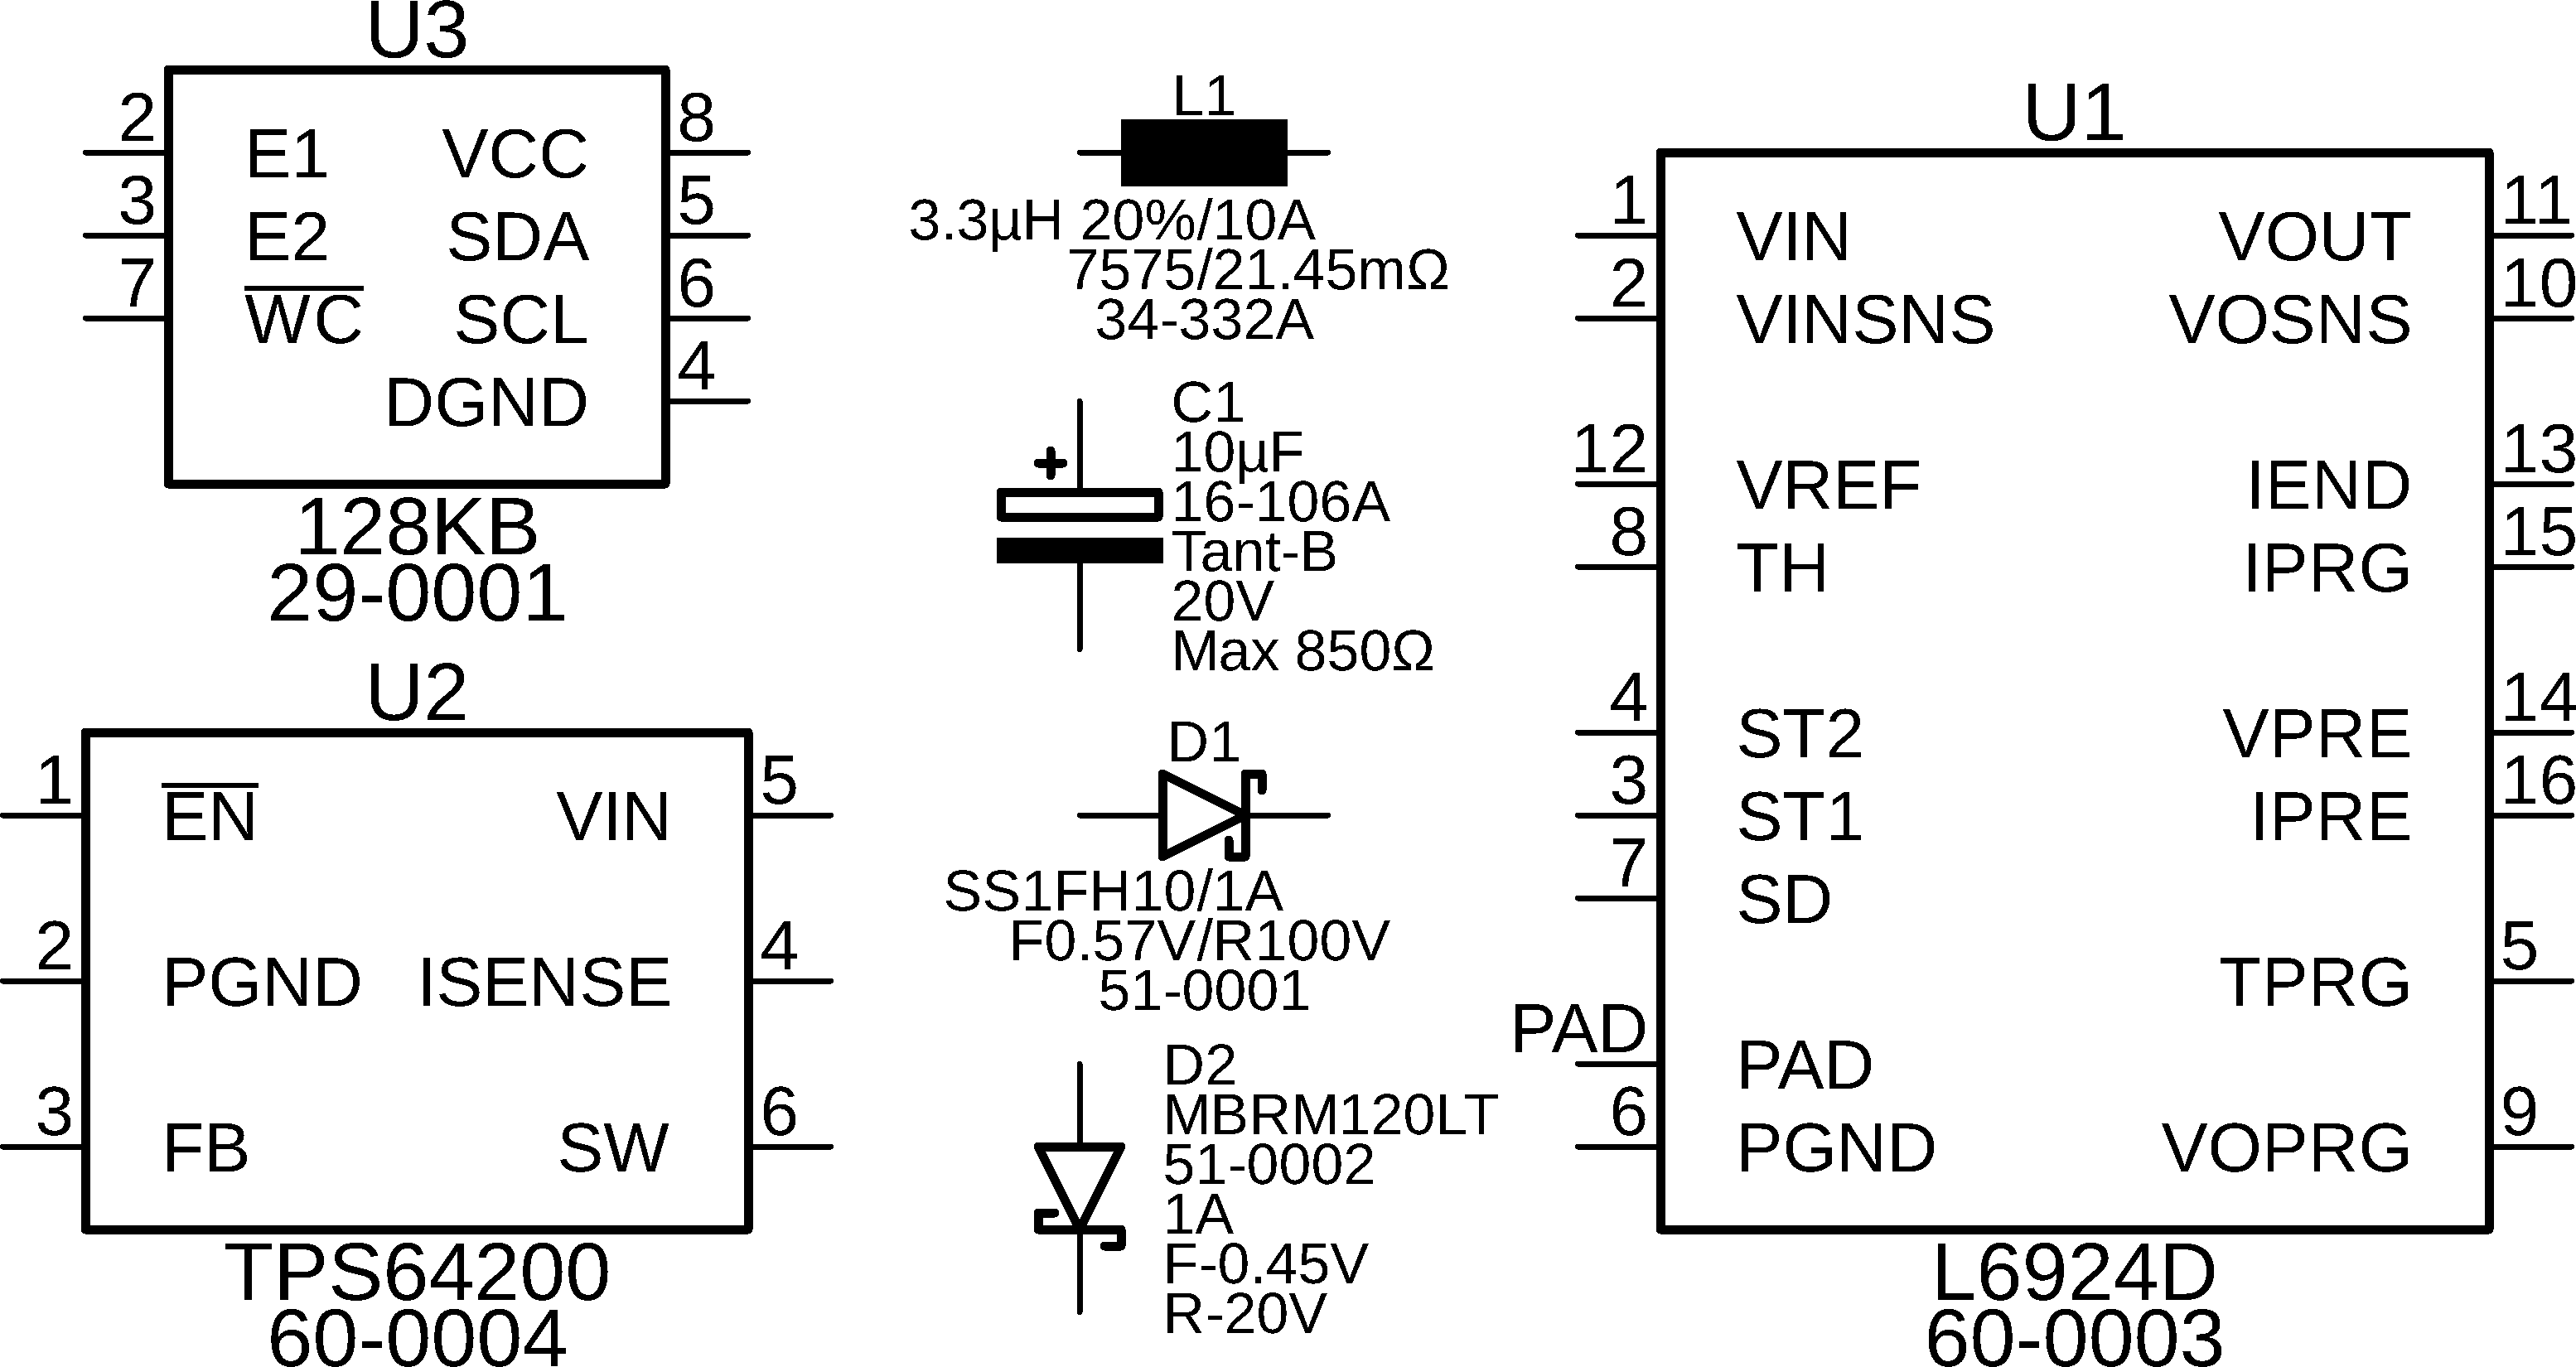 U3
2 E1 VCC 8
3 E2 SDA 5
7 WC SCL 6
DGND 4
128KB
29-0001
U2
1 EN VIN 5
2 PGND ISENSE 4
3 FB SW 6
TPS64200
60-0004
L1
3.3µH 20%/10A
7575/21.45mΩ
34-332A
+
C1
10µF
16-106A
Tant-B
20V
Max 850Ω
D1
SS1FH10/1A
F0.57V/R100V
51-0001
D2
MBRM120LT
51-0002
1A
F-0.45V
R-20V
U1
1 VIN VOUT 11
2 VINSNS VOSNS 10
12 VREF IEND 13
8 TH IPRG 15
4 ST2 VPRE 14
3 ST1 IPRE 16
7 SD
TPRG 5
PAD PAD
6 PGND VOPRG 9
L6924D
60-0003